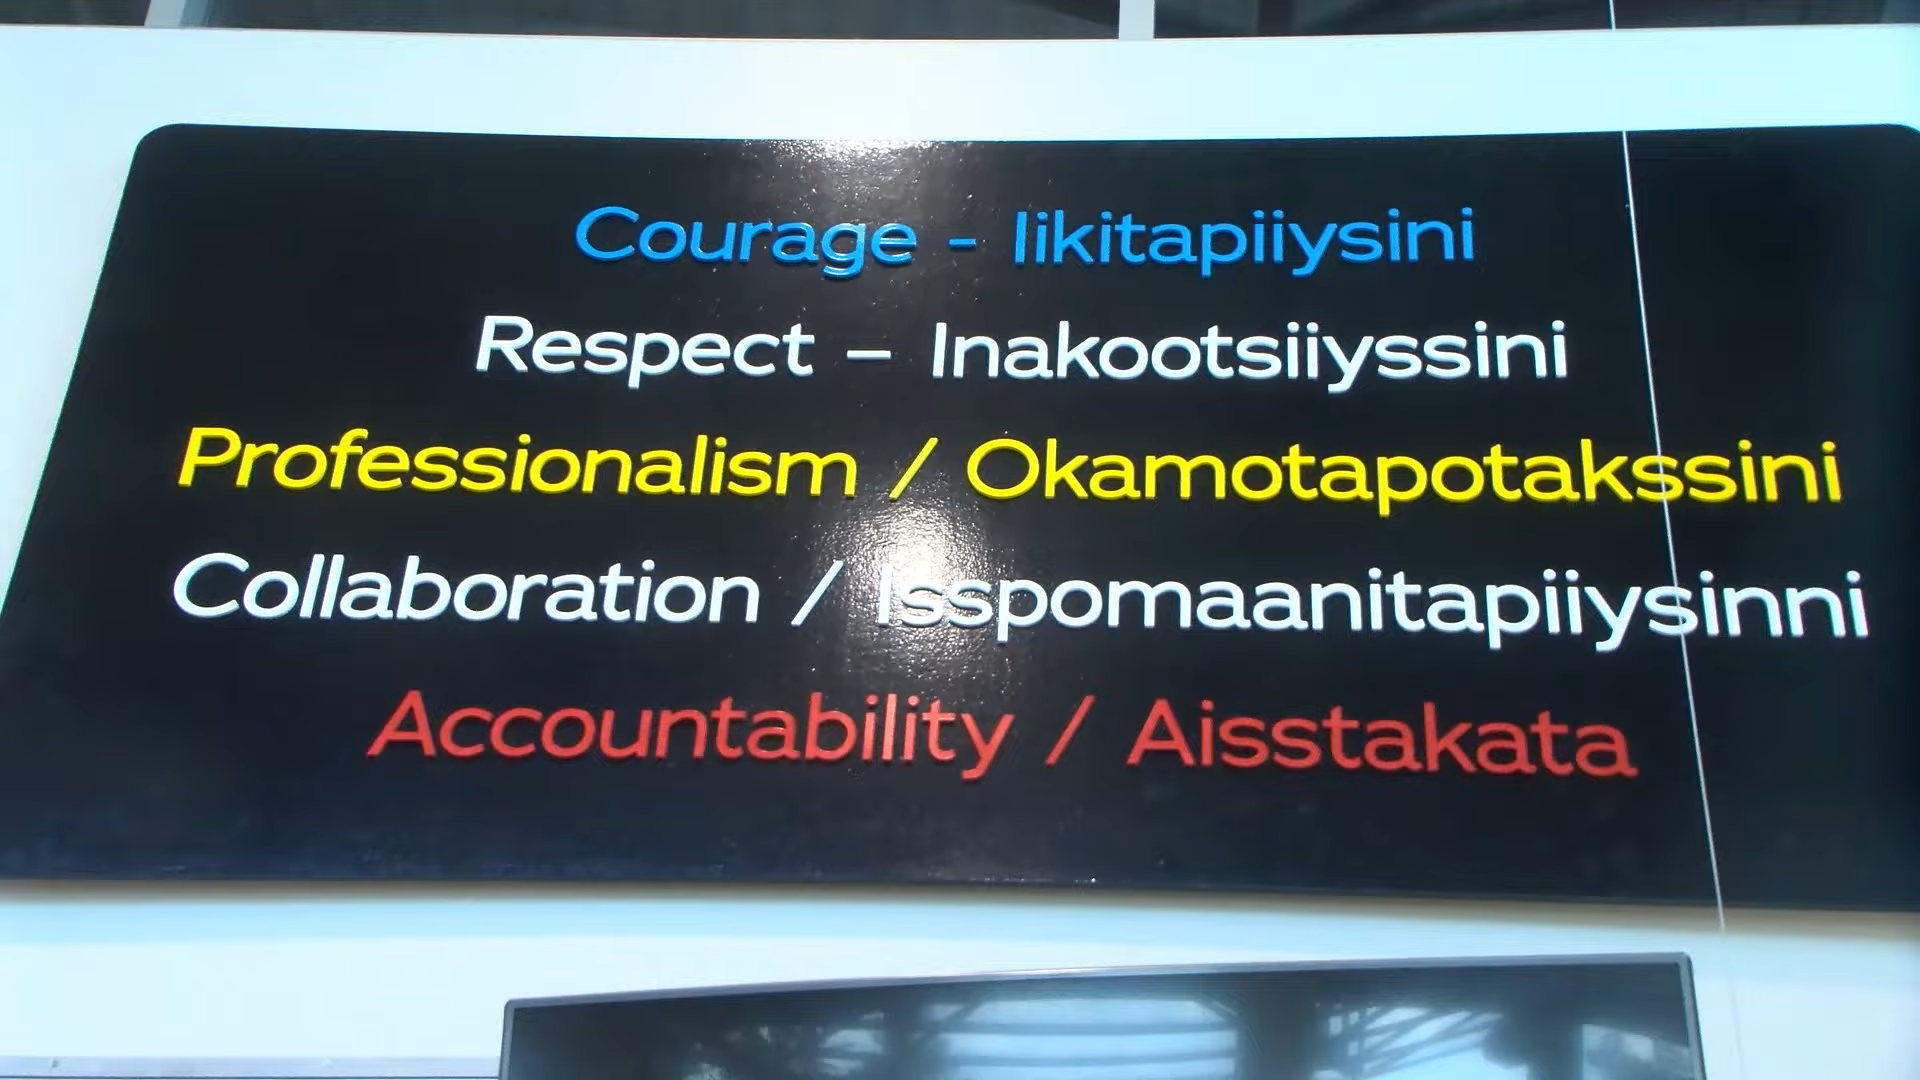 Courage - Iikitapiiysini
Respect – Inakootsiiyssini
Professionalism / Okamotapotakssini
Collaboration / Isspomaanitapiiysinni
Accountability / Aisstakata